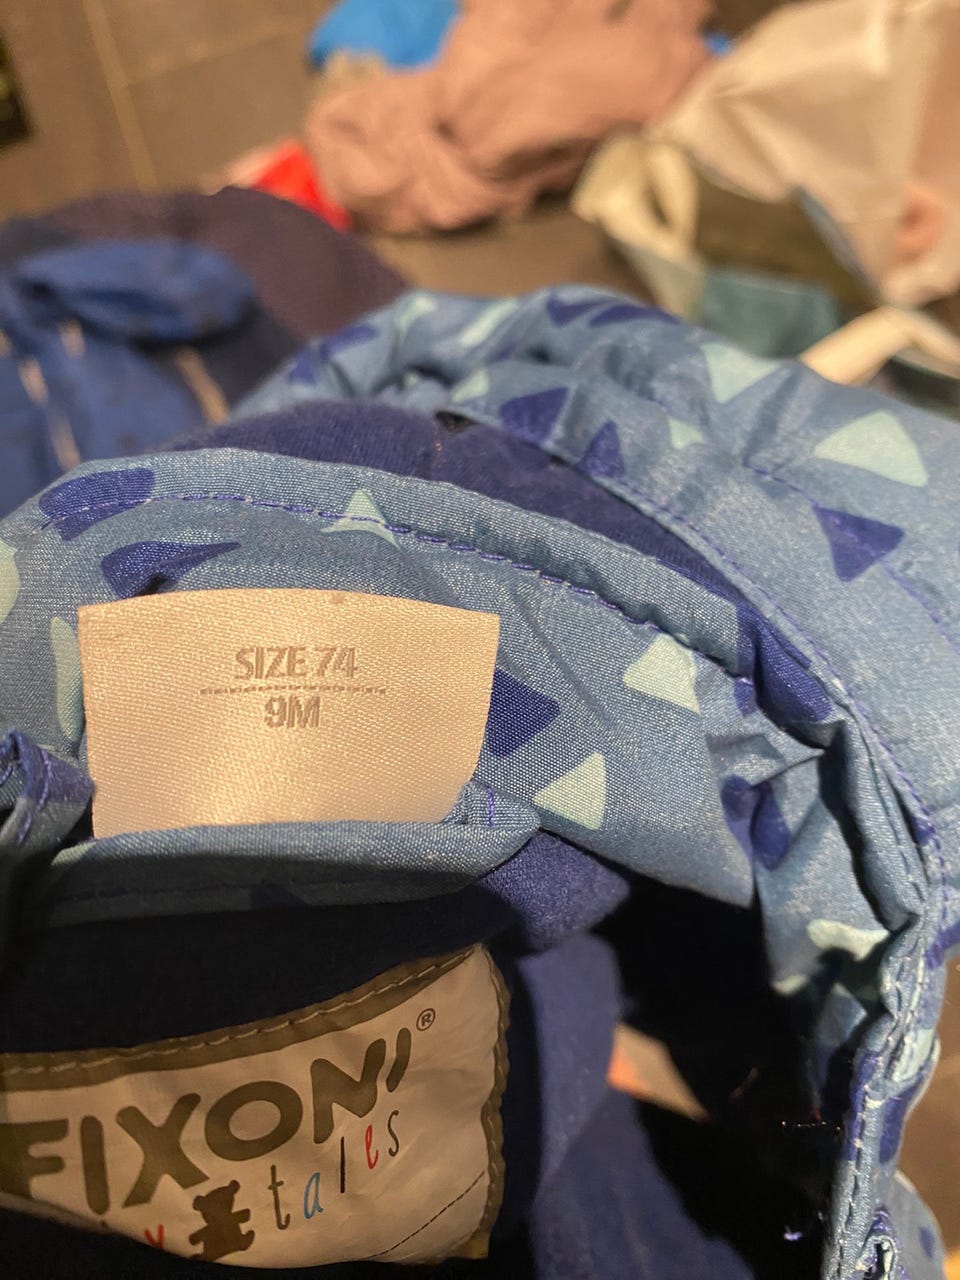 SIZE 74
9M
FIXONI®
tales